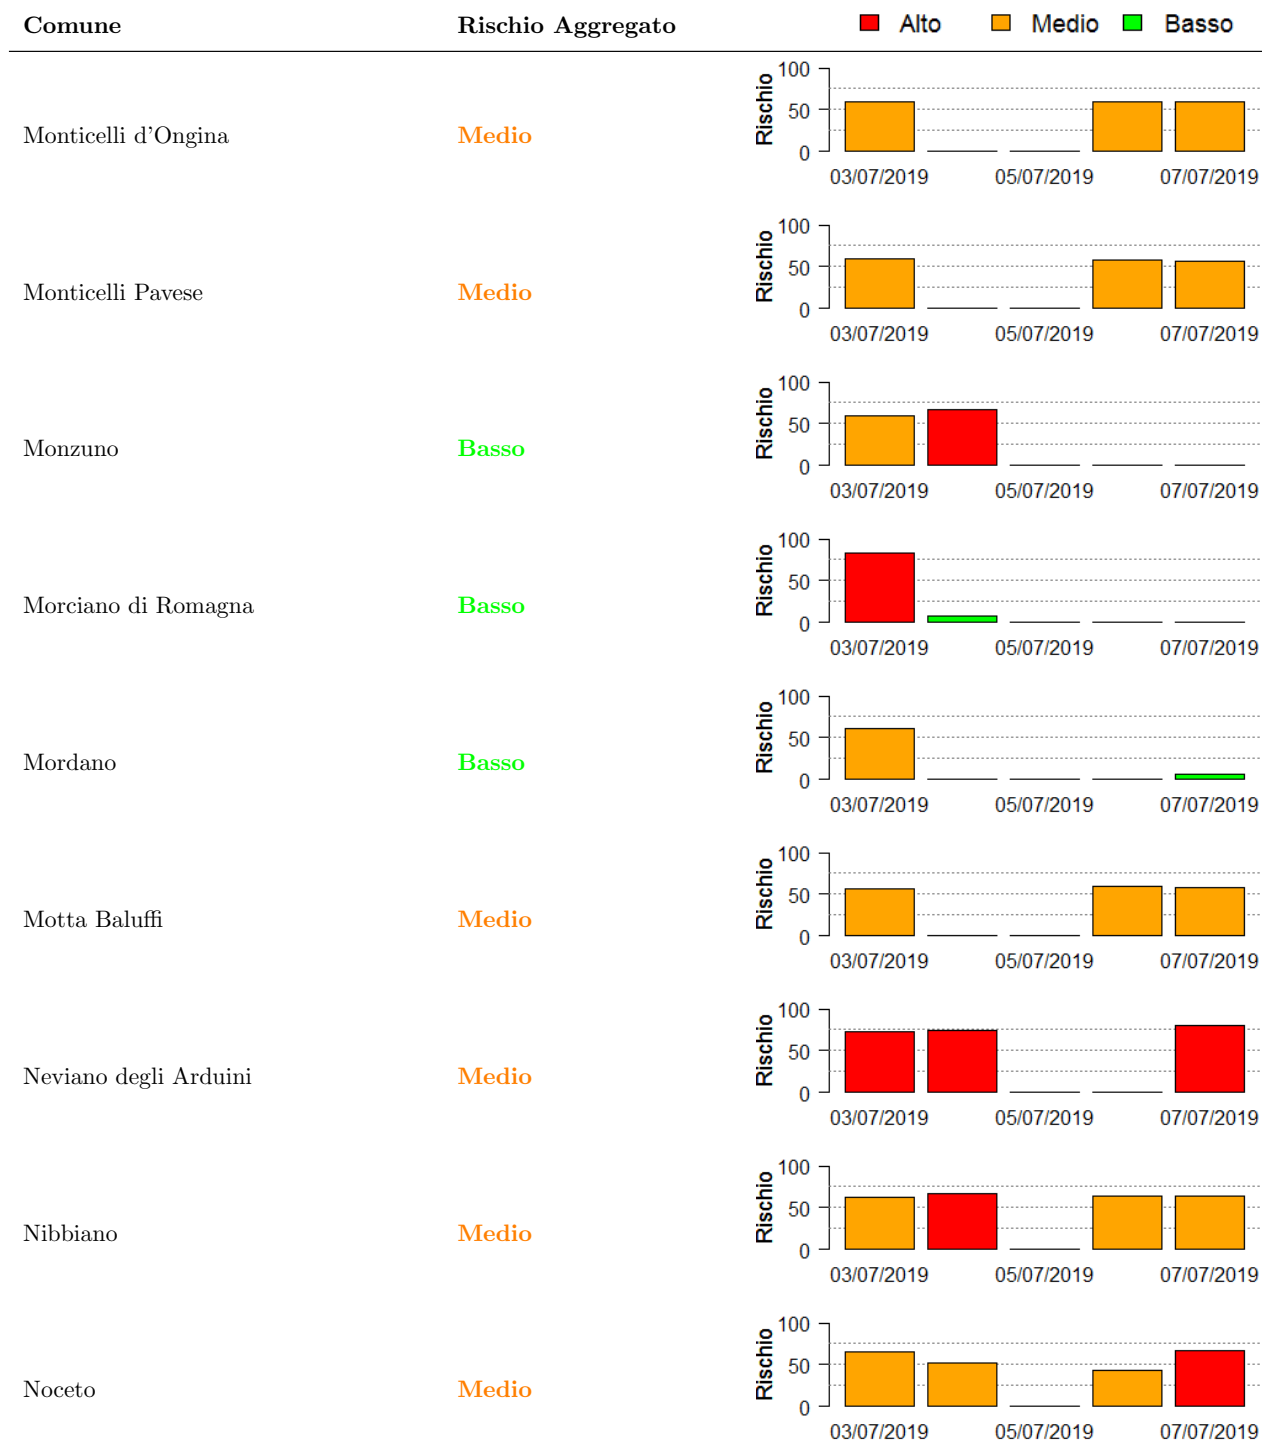 Comune Rischio Aggregato Alto Medio Basso
100
50
0
Rischio
Monticelli d'Ongina Medio
03/07/2019 05/07/2019 07/07/2019
100
50
0
Rischio
Monticelli Pavese Medio
03/07/2019 05/07/2019 07/07/2019
100
50
0
Rischio
Monzuno Basso
03/07/2019 05/07/2019 07/07/2019
100
50
0
Rischio
Morciano di Romagna Basso
03/07/2019 05/07/2019 07/07/2019
100
50
0
Rischio
Mordano Basso
03/07/2019 05/07/2019 07/07/2019
100
50
0
Rischio
Motta Baluffi Medio
03/07/2019 05/07/2019 07/07/2019
100
50
0
Rischio
Neviano degli Arduini Medio
03/07/2019 05/07/2019 07/07/2019
100
50
0
Rischio
Nibbiano Medio
03/07/2019 05/07/2019 07/07/2019
100
50
0
Rischio
Noceto Medio
03/07/2019 05/07/2019 07/07/2019